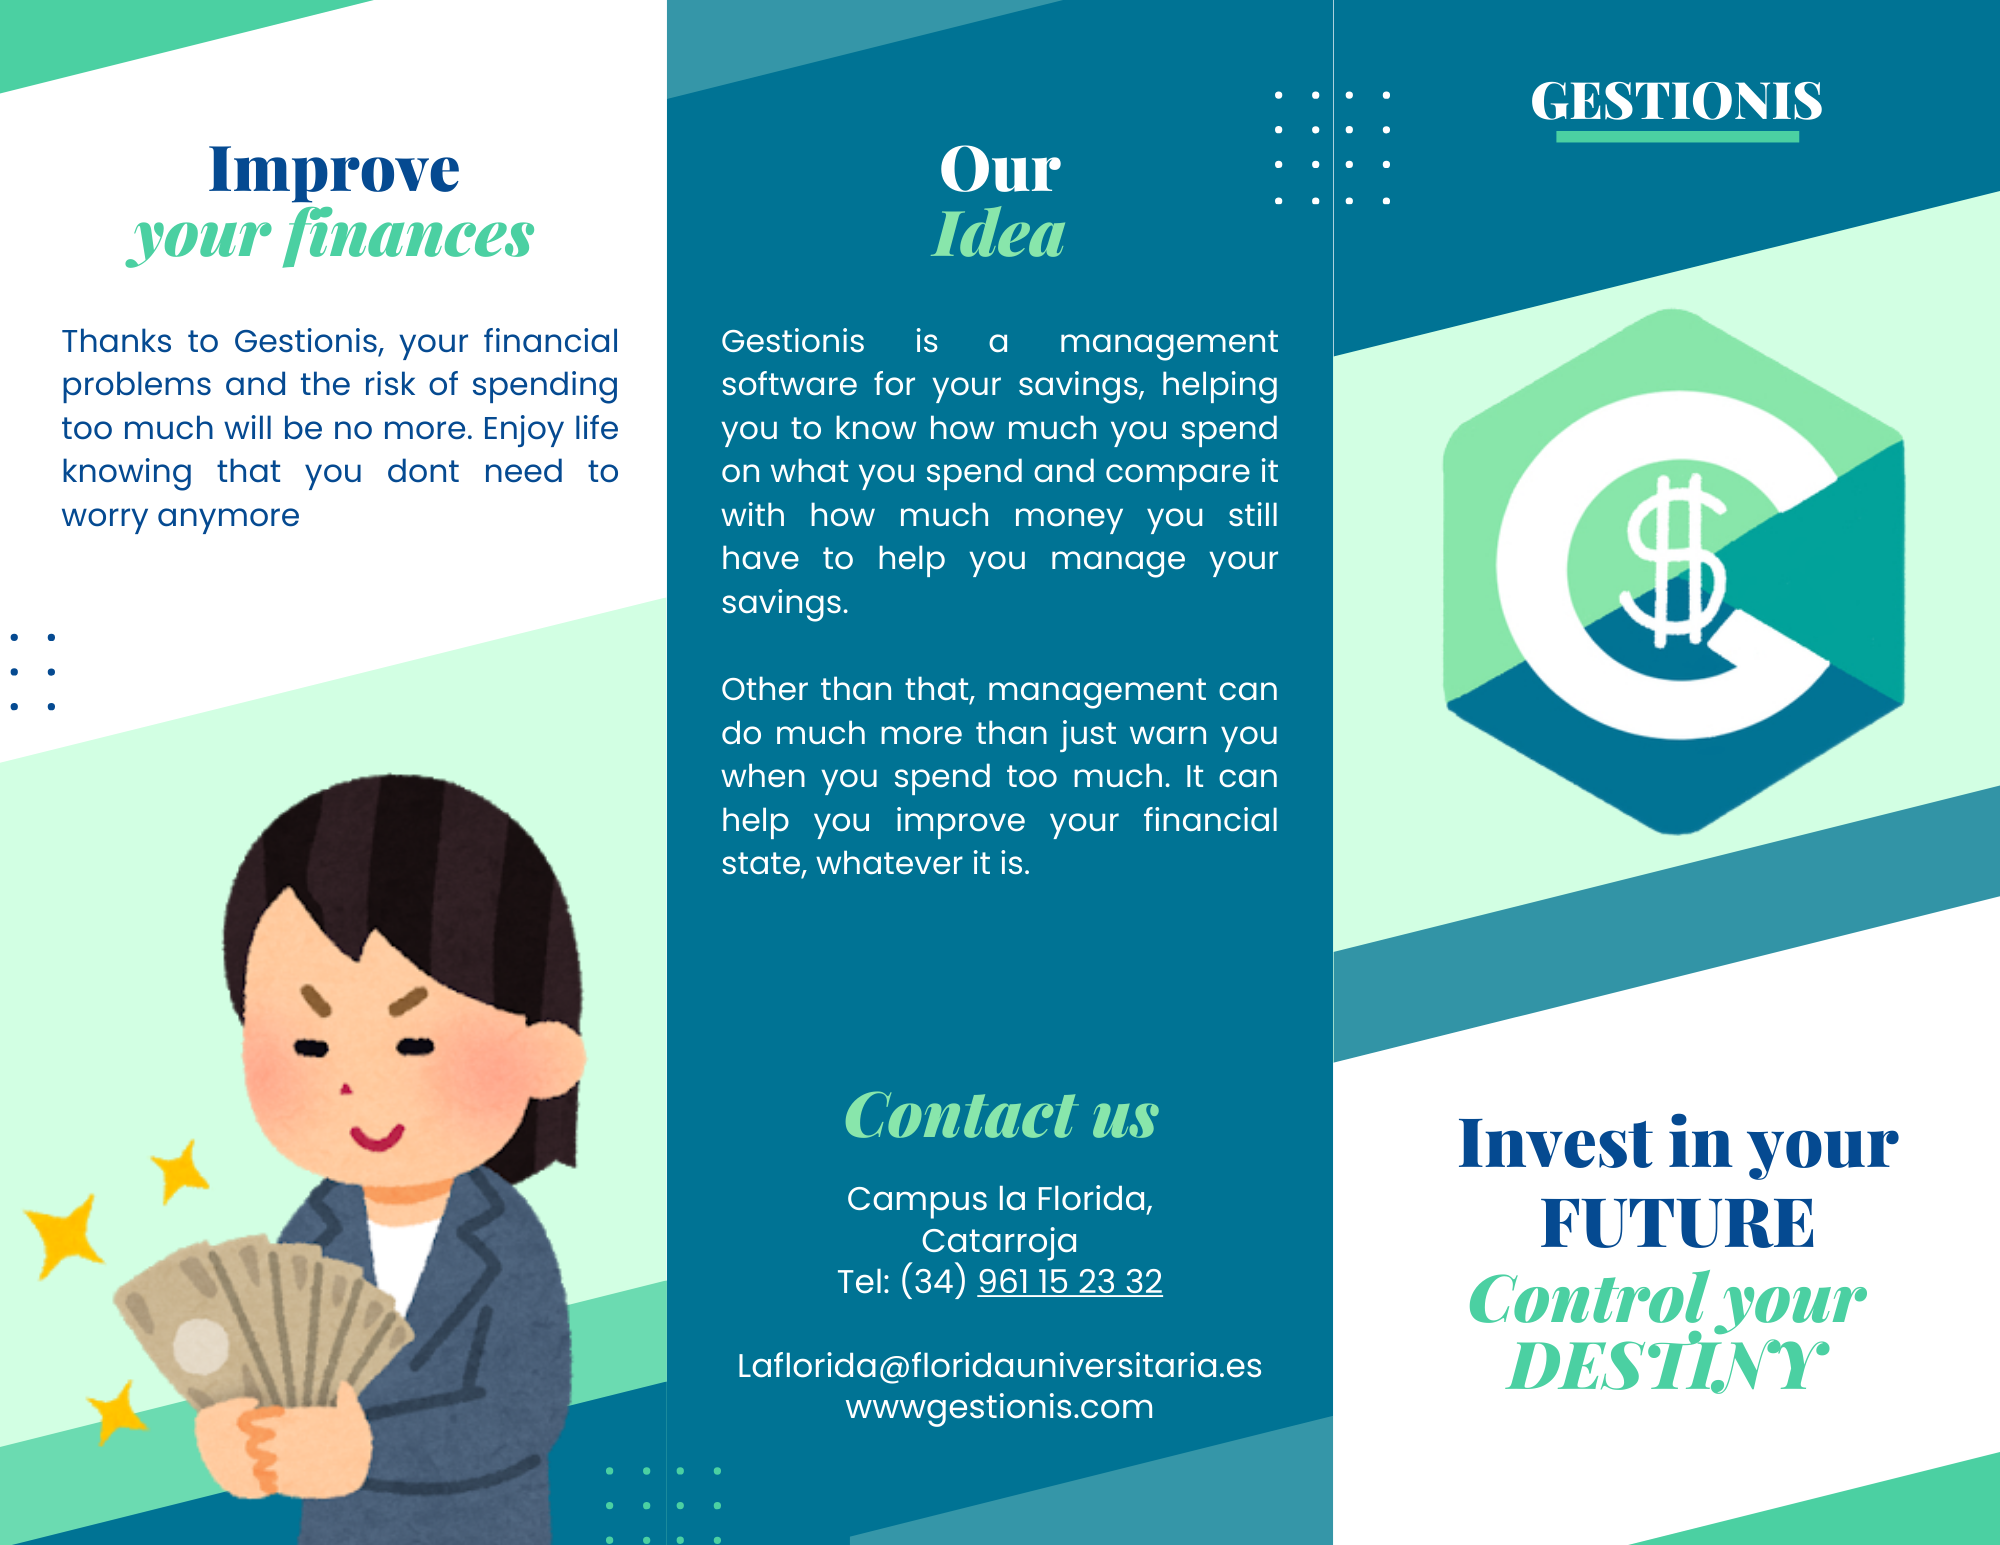 Improve
your finances
Thanks to Gestionis, your financial
problems and the risk of spending
too much will be no more. Enjoy life
knowing that you dont need to
worry anymore
Our
Idea
Gestionis is a management
software for your savings, helping
you to know how much you spend
on what you spend and compare it
with how much money you still
have to help you manage your
savings.
Other than that, management can
do much more than just warn you
when you spend too much. It can
help you improve your financial
state, whatever it is.
Contact us
Campus la Florida,
Catarroja
Tel: (34) 961 15 23 32
Laflorida@floridauniversitaria.es
wwwgestionis.com
GESTIONIS
Invest in your
FUTURE
Control your
DESTINY